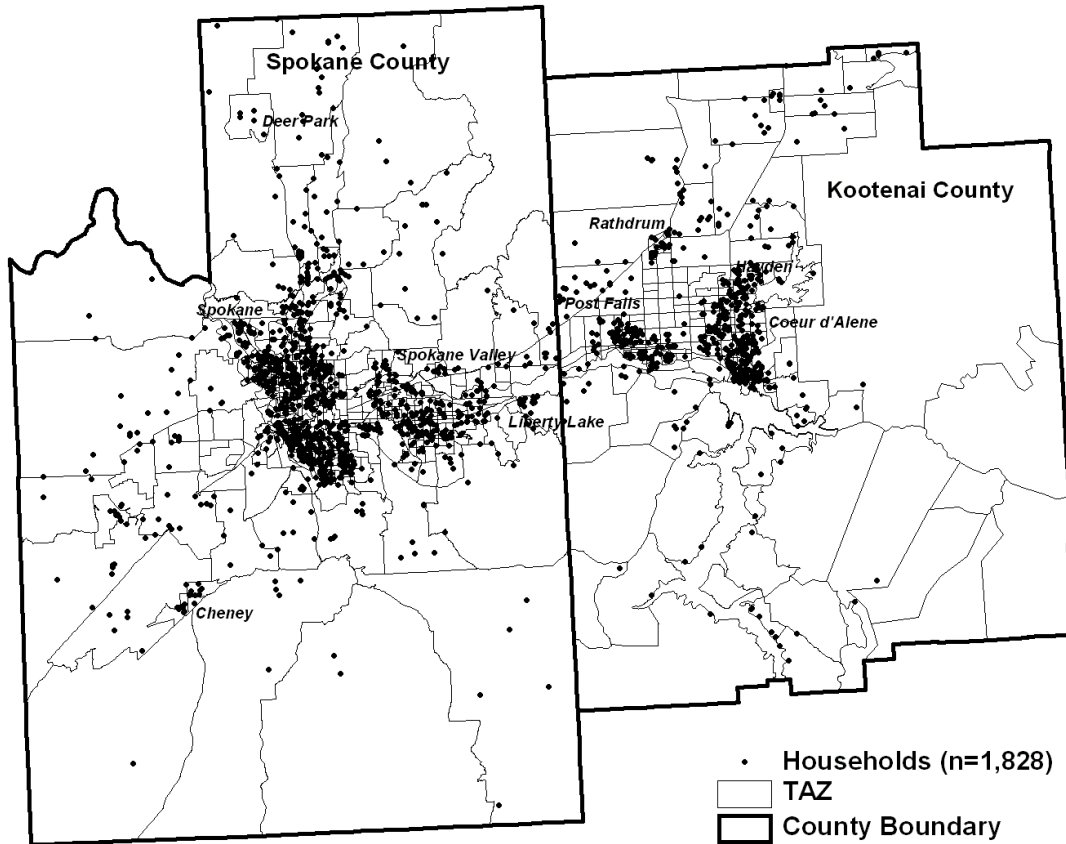 Spokane County
Deer Park
Kootenai County
Rathdrum
Hayden
Spokane
Post Falls
Coeur d'Alene
Spokane Valley
Liberty Lake
Cheney
Households (n=1,828)
TAZ
County Boundary